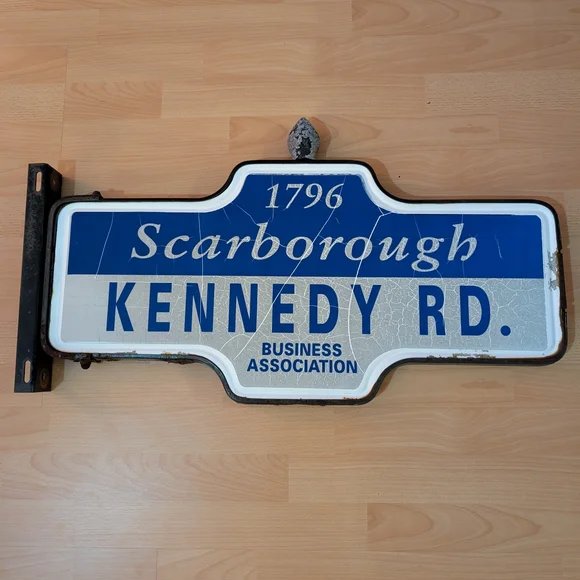 1796
Scarborough
KENNEDY RD.
BUSINESS
ASSOCIATION